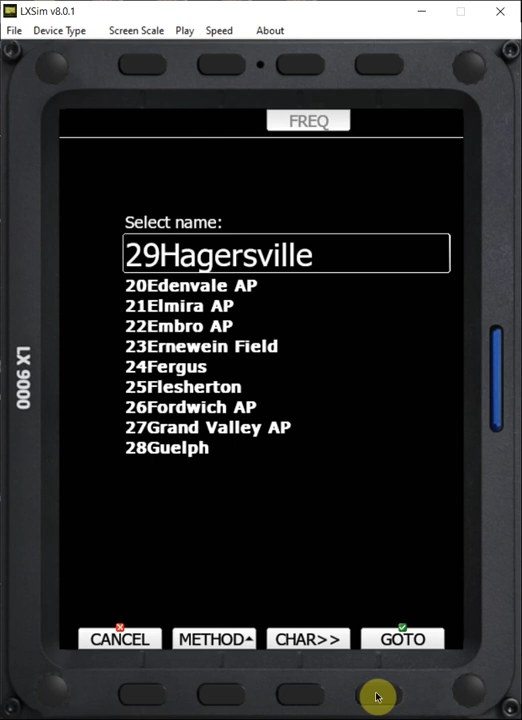 LXSim v8.0.1
File Device Type Screen Scale Play Speed About
FREQ
Select name:
29Hagersville
20Edenvale AP
21Elmira AP
22Embro AP
23Ernewein Field
24Fergus
25Flesherton
26Fordwich AP
27Grand Valley AP
28Guelph
LX 9000
CANCEL METHOD CHAR>> GOTO